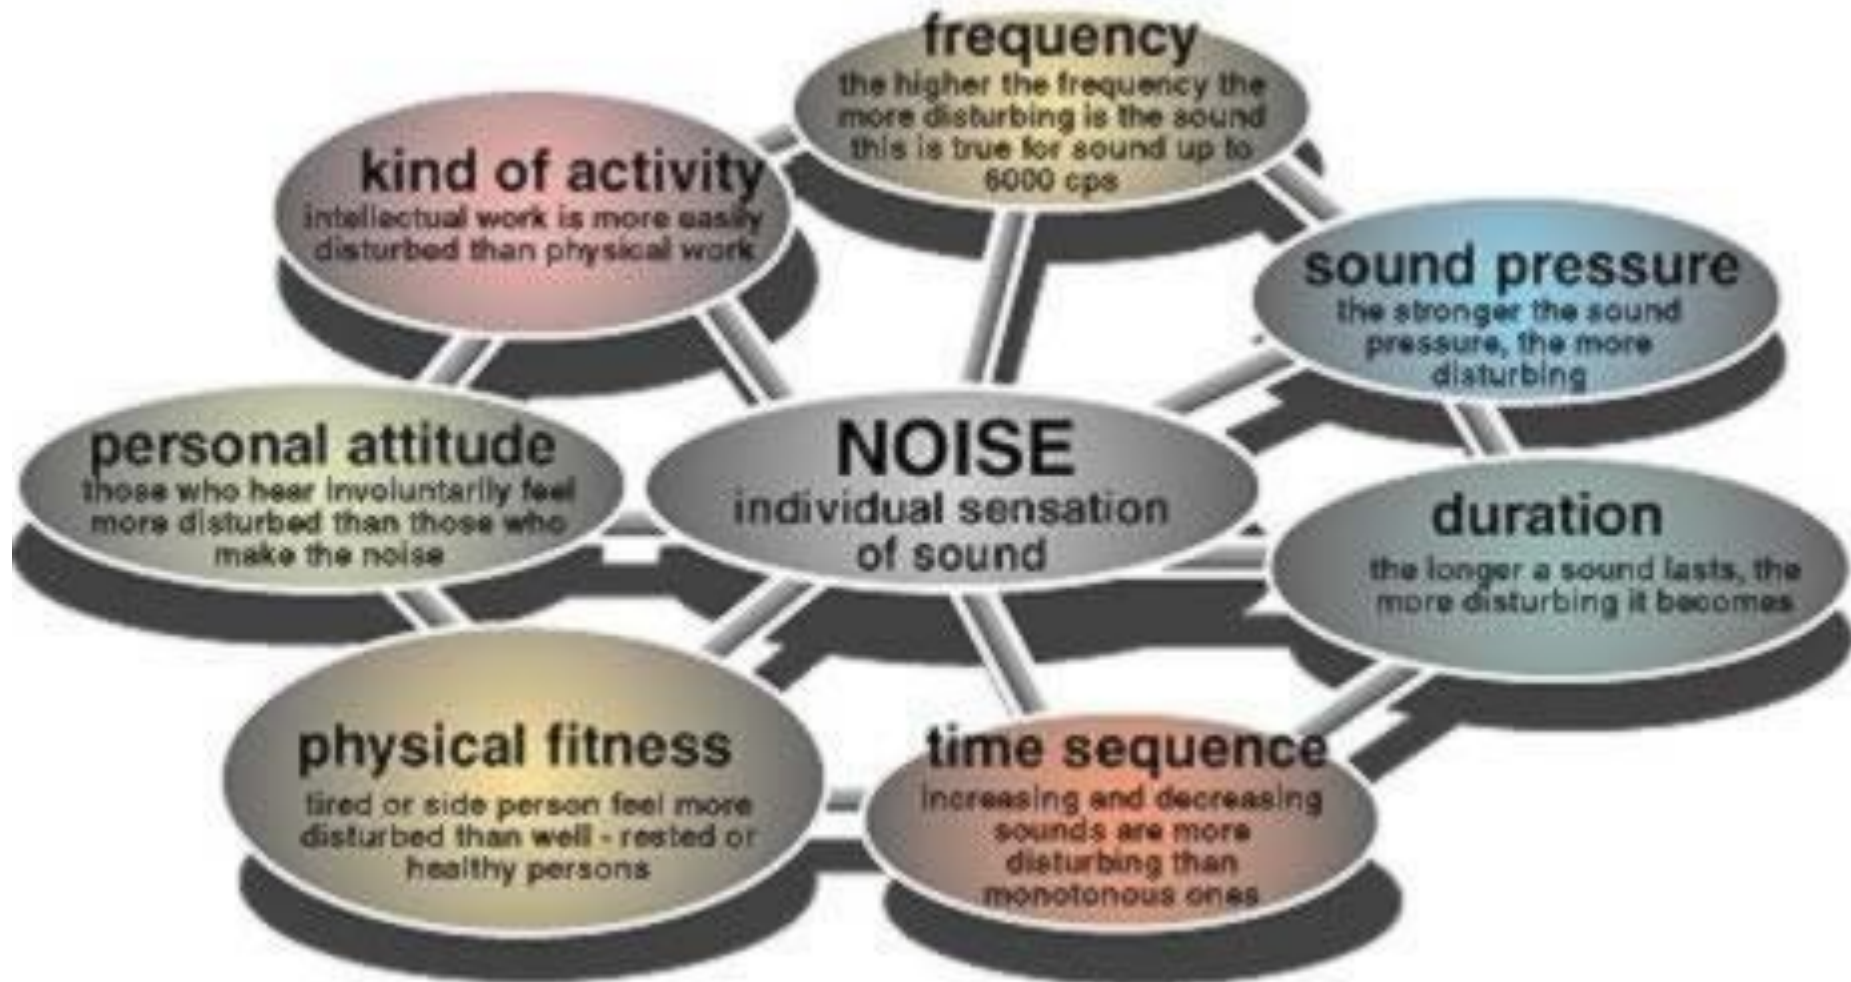 frequency
the higher the frequency the
more disturbing is the sound
this is true for sound up to
6000 cps
kind of activity
intellectual work is more easily
disturbed than physical work
sound pressure
the stronger the sound
pressure, the more
disturbing
personal attitude
those who hear involuntarily feel
more disturbed than those who
make the noise
NOISE
individual sensation
of sound
duration
the longer a sound lasts, the
more disturbing it becomes
physical fitness
tired or side person feel more
disturbed than well - rested or
healthy persons
time sequence
increasing and decreasing
sounds are more
disturbing than
monotonous ones